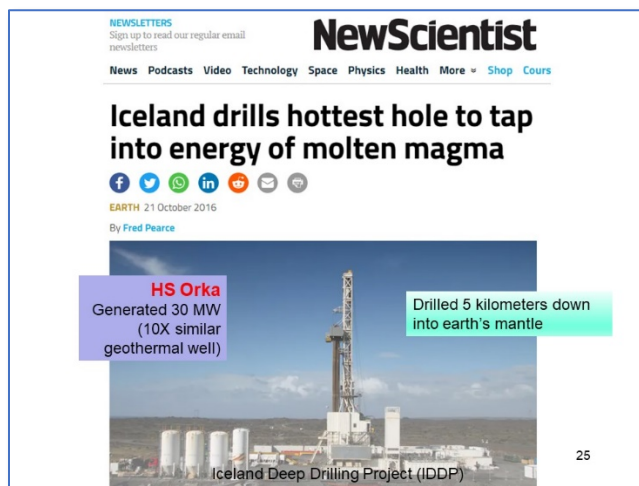 NEWSLETTERS
Sign up to read our regular email
newsletters
NewScientist
News Podcasts Video Technology Space Physics Health More Shop Cours
Iceland drills hottest hole to tap
into energy of molten magma
EARTH 21 October 2016
By Fred Pearce
HS Orka
Generated 30 MW
(10X similar
geothermal well)
Drilled 5 kilometers down
into earth's mantle
Iceland Deep Drilling Project (IDDP)
25